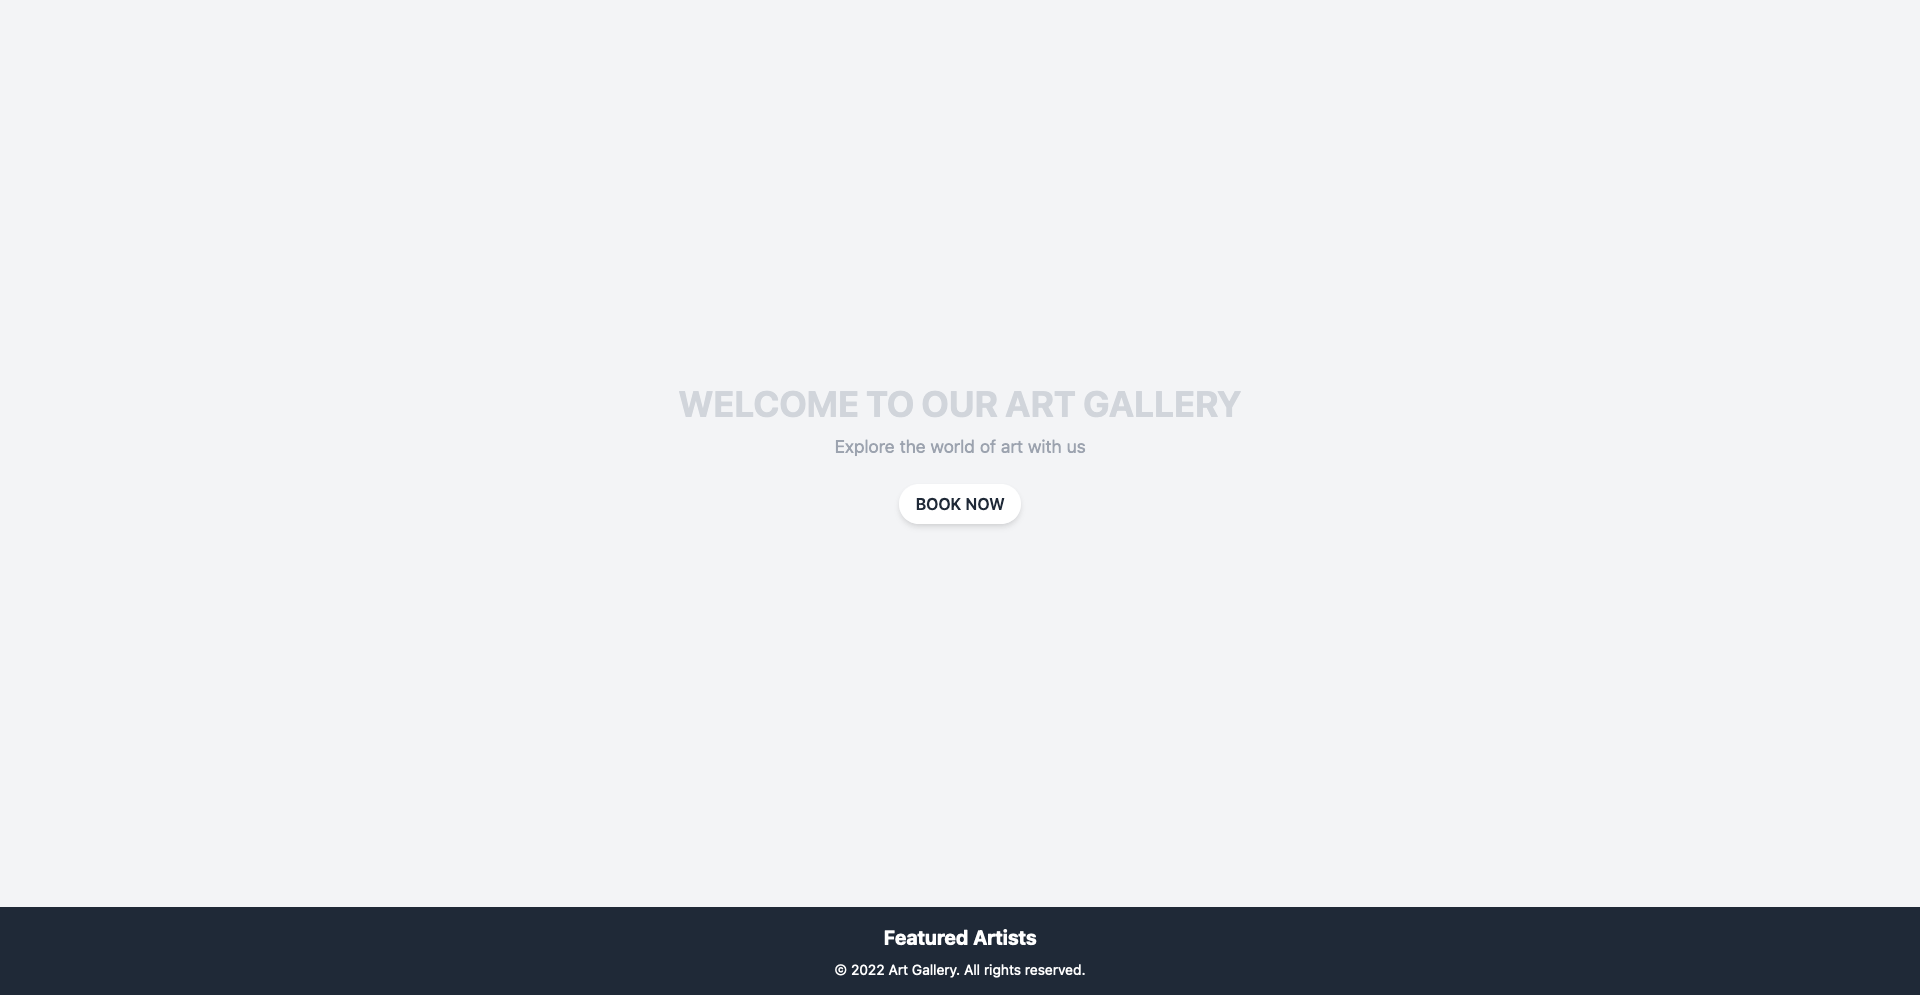 WELCOME TO OUR ART GALLERY
Explore the world of art with us
BOOK NOW
Featured Artists
© 2022 Art Gallery. All rights reserved.